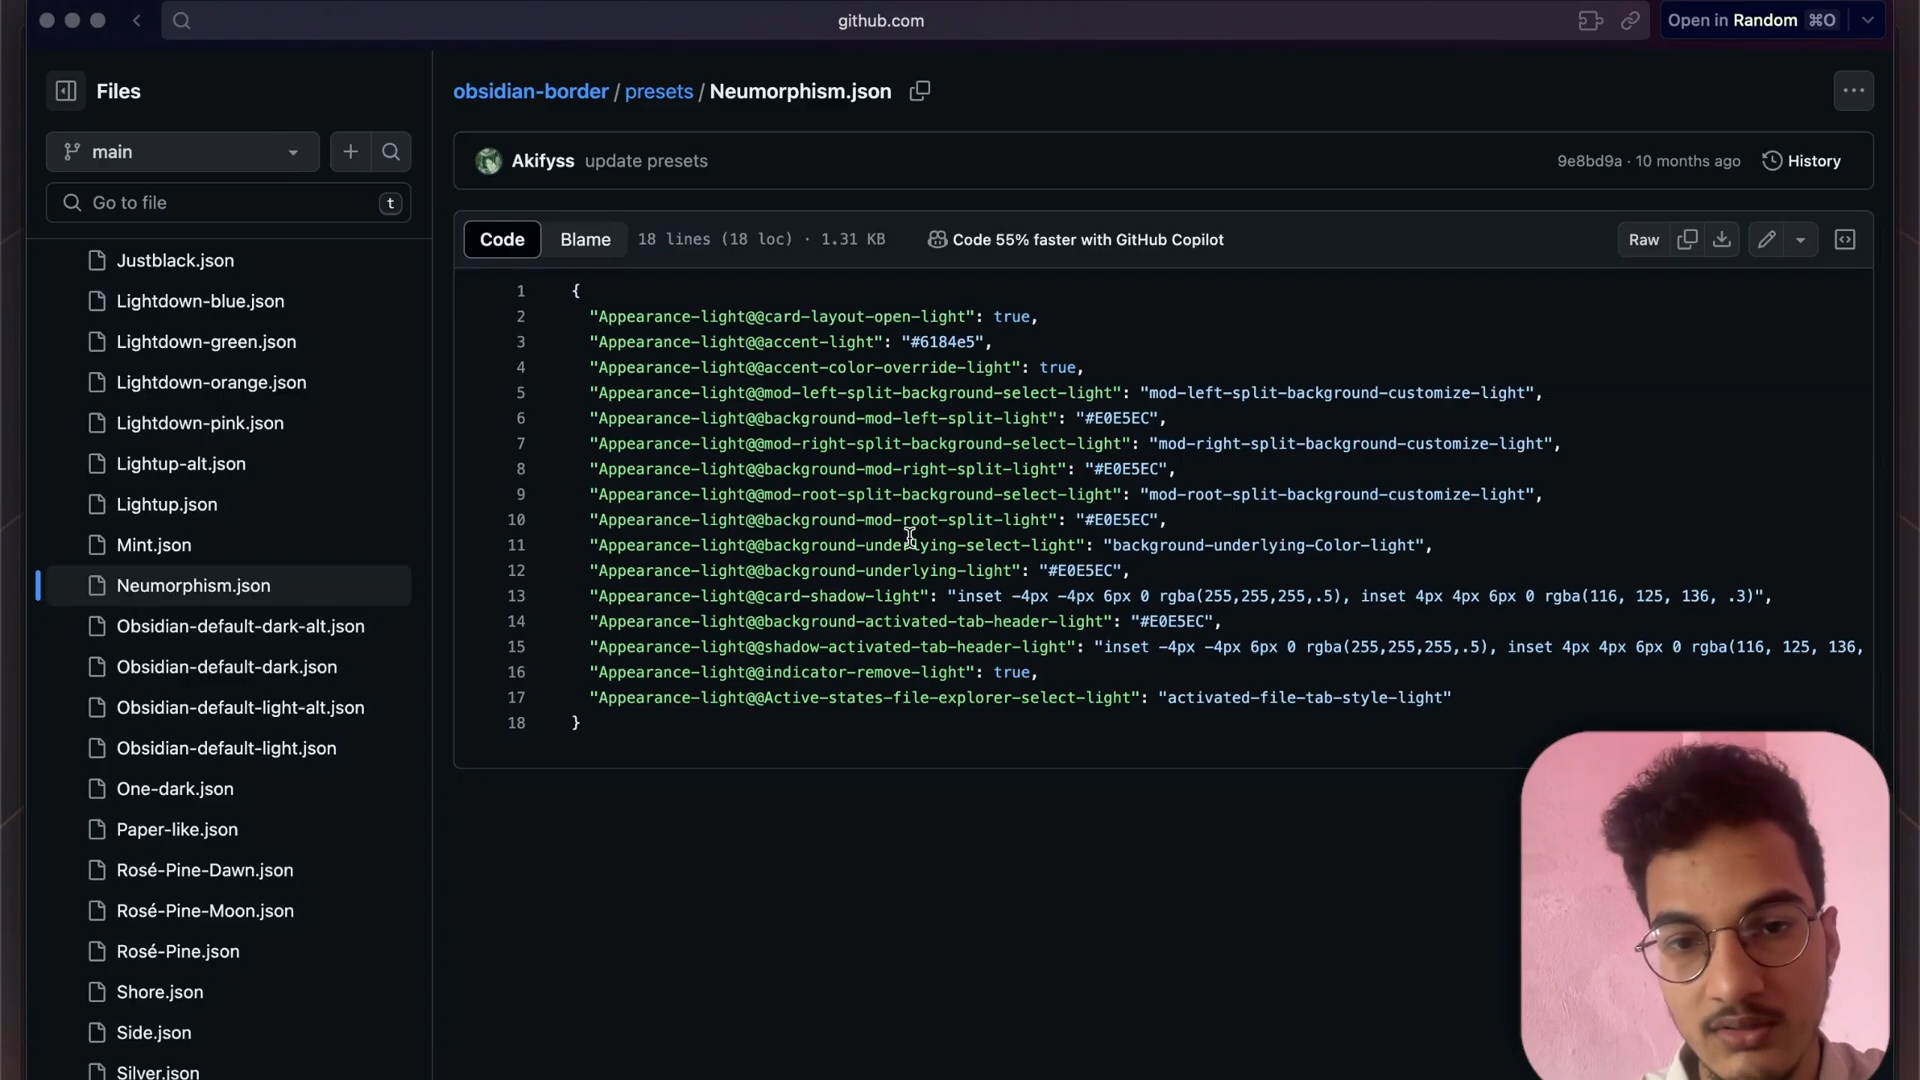 github.com
Open in Random ⌘O
Files
obsidian-border / presets / Neumorphism.json
main
Akifyss update presets
9e8bd9a · 10 months ago
History
Go to file
t
Code
Blame
18 lines (18 loc) · 1.31 KB
Code 55% faster with GitHub Copilot
Raw
Justblack.json
Lightdown-blue.json
Lightdown-green.json
Lightdown-orange.json
Lightdown-pink.json
Lightup-alt.json
Lightup.json
Mint.json
Neumorphism.json
Obsidian-default-dark-alt.json
Obsidian-default-dark.json
Obsidian-default-light-alt.json
Obsidian-default-light.json
One-dark.json
Paper-like.json
Rosé-Pine-Dawn.json
Rosé-Pine-Moon.json
Rosé-Pine.json
Shore.json
Side.json
Silver.json
1 {
2 "Appearance-light@@card-layout-open-light": true,
3 "Appearance-light@@accent-light": "#6184e5",
4 "Appearance-light@@accent-color-override-light": true,
5 "Appearance-light@@mod-left-split-background-select-light": "mod-left-split-background-customize-light",
6 "Appearance-light@@background-mod-left-split-light": "#E0E5EC",
7 "Appearance-light@@mod-right-split-background-select-light": "mod-right-split-background-customize-light",
8 "Appearance-light@@background-mod-right-split-light": "#E0E5EC",
9 "Appearance-light@@mod-root-split-background-select-light": "mod-root-split-background-customize-light",
10 "Appearance-light@@background-mod-root-split-light": "#E0E5EC",
11 "Appearance-light@@background-underlying-select-light": "background-underlying-Color-light",
12 "Appearance-light@@background-underlying-light": "#E0E5EC",
13 "Appearance-light@@card-shadow-light": "inset -4px -4px 6px 0 rgba(255,255,255,.5), inset 4px 4px 6px 0 rgba(116, 125, 136, .3)",
14 "Appearance-light@@background-activated-tab-header-light": "#E0E5EC",
15 "Appearance-light@@shadow-activated-tab-header-light": "inset -4px -4px 6px 0 rgba(255,255,255,.5), inset 4px 4px 6px 0 rgba(116, 125, 136,
16 "Appearance-light@@indicator-remove-light": true,
17 "Appearance-light@@Active-states-file-explorer-select-light": "activated-file-tab-style-light"
18 }